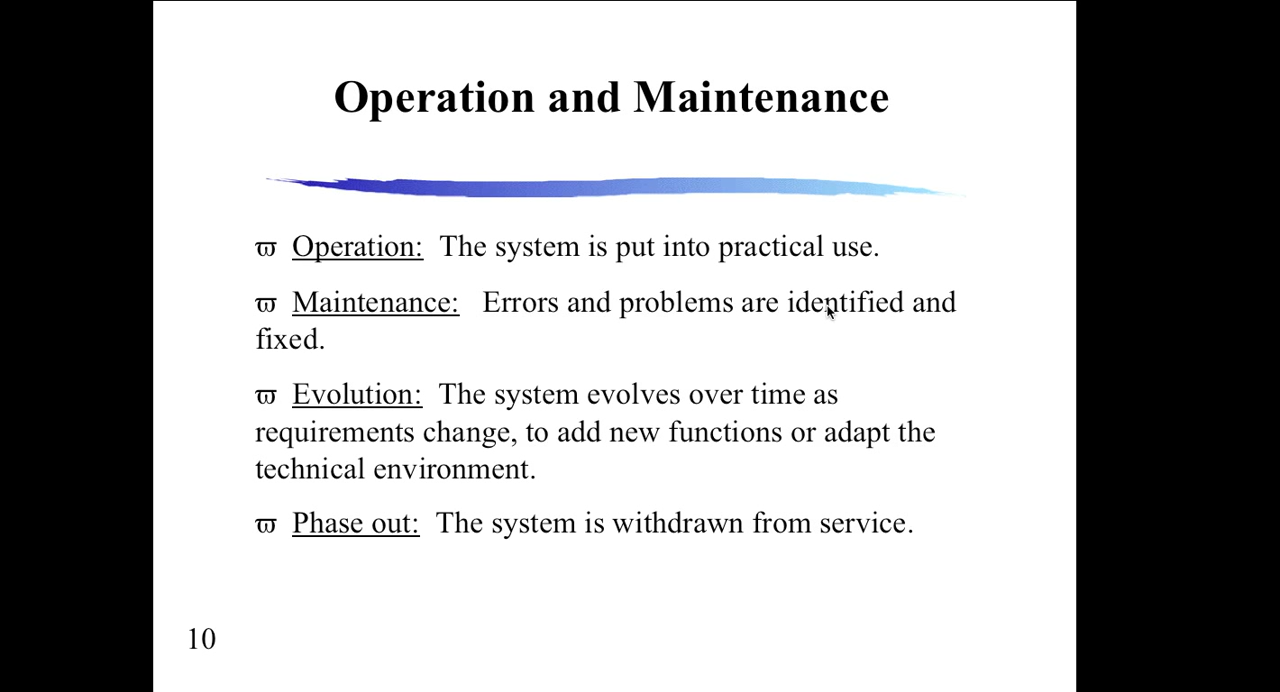 Operation and Maintenance
ϖ Operation: The system is put into practical use.
ϖ Maintenance: Errors and problems are identified and
fixed.
ϖ Evolution: The system evolves over time as
requirements change, to add new functions or adapt the
technical environment.
ϖ Phase out: The system is withdrawn from service.
10